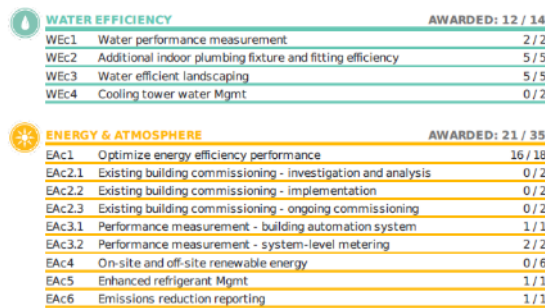 WATER EFFICIENCY AWARDED: 12 / 14
WEc1 Water performance measurement 2 / 2
WEc2 Additional indoor plumbing fixture and fitting efficiency 5 / 5
WEc3 Water efficient landscaping 5 / 5
WEc4 Cooling tower water Mgmt 0 / 2
ENERGY & ATMOSPHERE AWARDED: 21 / 35
EAc1 Optimize energy efficiency performance 16 / 18
EAc2.1 Existing building commissioning - investigation and analysis 0 / 2
EAc2.2 Existing building commissioning - implementation 0 / 2
EAc2.3 Existing building commissioning - ongoing commissioning 0 / 2
EAc3.1 Performance measurement - building automation system 1 / 1
EAc3.2 Performance measurement - system-level metering 2 / 2
EAc4 On-site and off-site renewable energy 0 / 6
EAc5 Enhanced refrigerant Mgmt 1 / 1
EAc6 Emissions reduction reporting 1 / 1